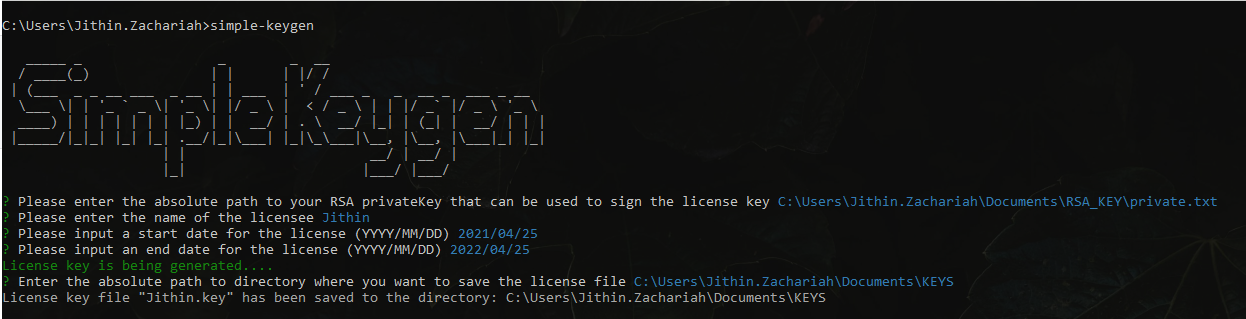 C:\Users\Jithin.Zachariah>simple-keygen
SimpleKeygen
? Please enter the absolute path to your RSA privateKey that can be used to sign the license key C:\Users\Jithin.Zachariah\Documents\RSA_KEY\private.txt
? Please enter the name of the licensee Jithin
? Please input a start date for the license (YYYY/MM/DD) 2021/04/25
? Please input an end date for the license (YYYY/MM/DD) 2022/04/25
License key is being generated....
? Enter the absolute path to directory where you want to save the license file C:\Users\Jithin.Zachariah\Documents\KEYS
License key file "Jithin.key" has been saved to the directory: C:\Users\Jithin.Zachariah\Documents\KEYS